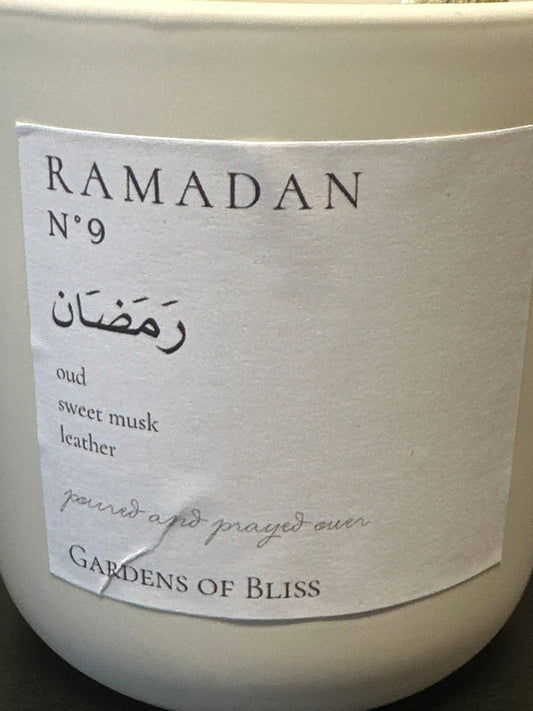 RAMADAN
N°9
رَمَضَان
oud
sweet musk
leather
poured and prayed over
GARDENS OF BLISS